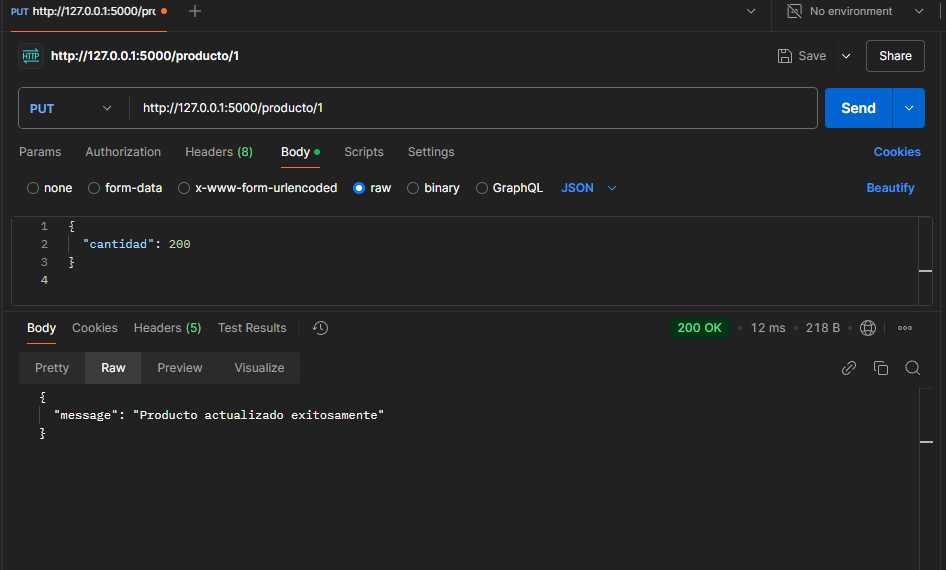 PUT http://127.0.0.1:5000/pro
No environment
HTTP http://127.0.0.1:5000/producto/1
Save
Share
PUT http://127.0.0.1:5000/producto/1
Send
Params Authorization Headers (8) Body Scripts Settings Cookies
none form-data x-www-form-urlencoded raw binary GraphQL JSON Beautify
1 {
2 "cantidad": 200
3 }
4
Body Cookies Headers (5) Test Results 200 OK 12 ms 218 B
Pretty Raw Preview Visualize
{
"message": "Producto actualizado exitosamente"
}